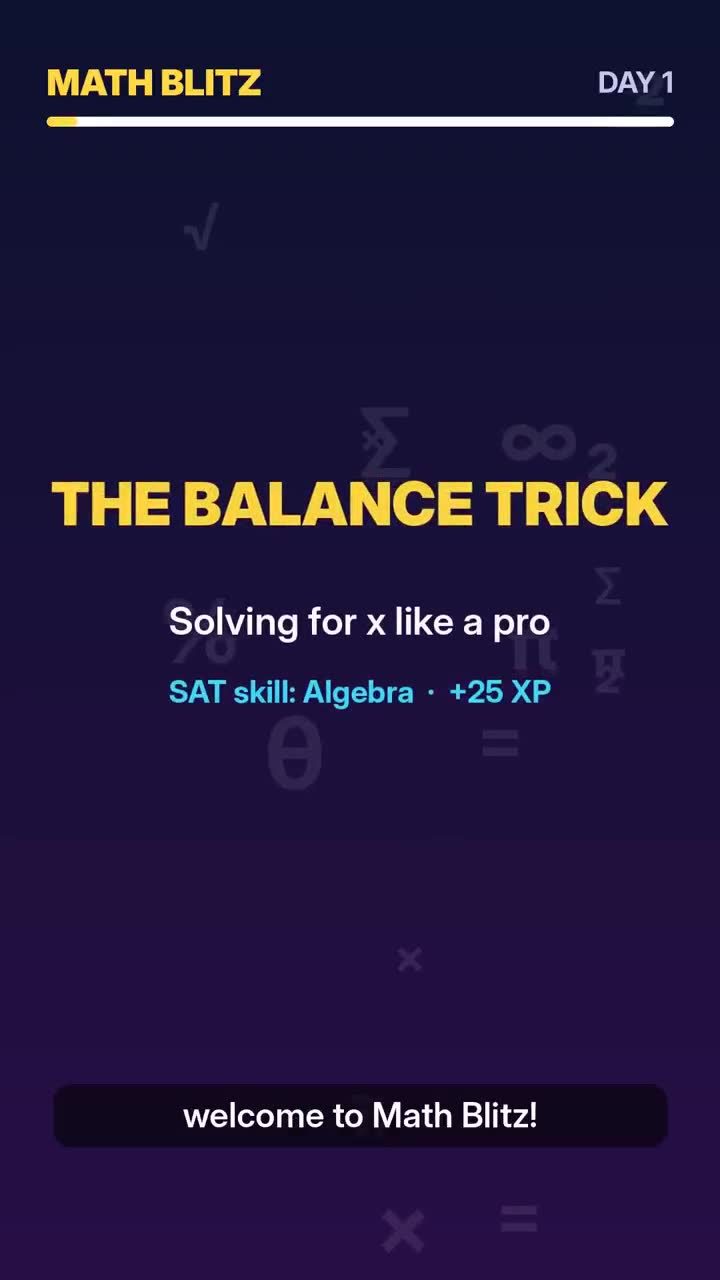 MATH BLITZ
DAY 1
THE BALANCE TRICK
Solving for x like a pro
SAT skill: Algebra · +25 XP
welcome to Math Blitz!